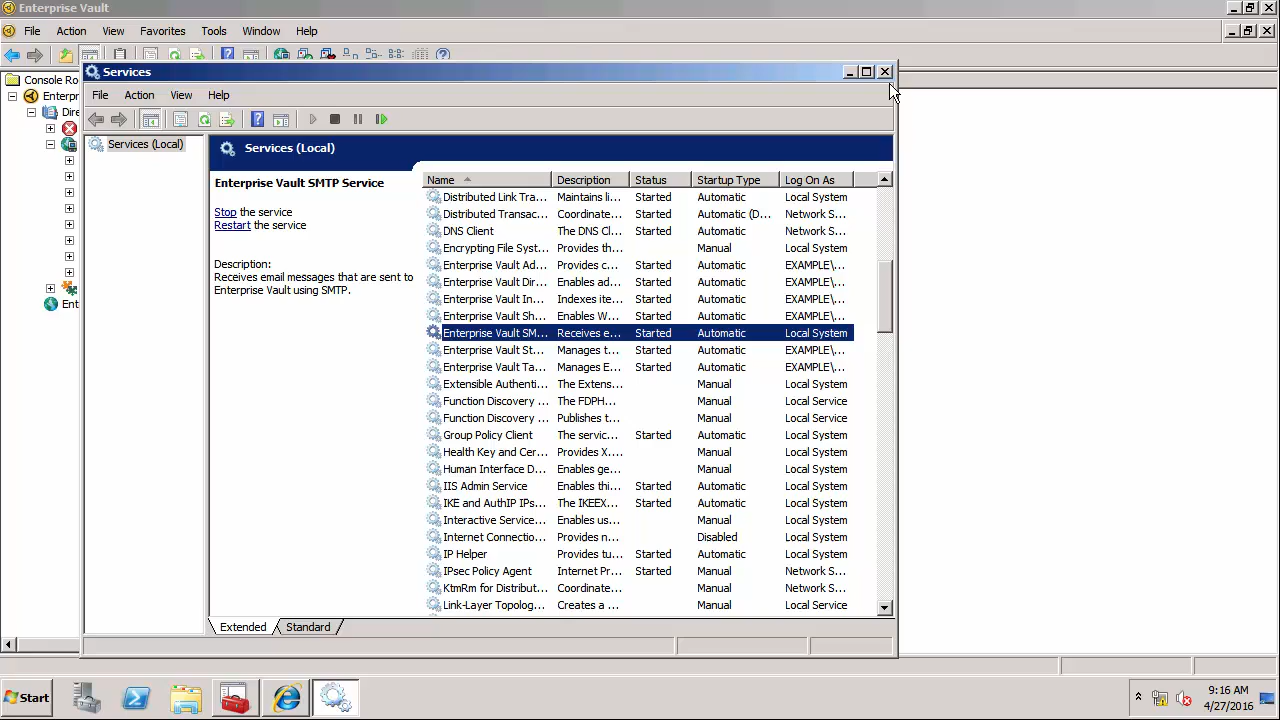 Enterprise Vault
File Action View Favorites Tools Window Help
Console Ro
Enterpr
Dire
Ent
Services
File Action View Help
Services (Local)
Services (Local)
Enterprise Vault SMTP Service
Stop the service
Restart the service
Description:
Receives email messages that are sent to
Enterprise Vault using SMTP.
Name Description Status Startup Type Log On As
Distributed Link Tra... Maintains li... Started Automatic Local System
Distributed Transac... Coordinate... Started Automatic (D... Network S...
DNS Client The DNS Cl... Started Automatic Network S...
Encrypting File Syst... Provides th... Manual Local System
Enterprise Vault Ad... Provides c... Started Automatic EXAMPLE\...
Enterprise Vault Dir... Enables ad... Started Automatic EXAMPLE\...
Enterprise Vault In... Indexes ite... Started Automatic EXAMPLE\...
Enterprise Vault Sh... Enables W... Started Automatic EXAMPLE\...
Enterprise Vault SM... Receives e... Started Automatic Local System
Enterprise Vault St... Manages t... Started Automatic EXAMPLE\...
Enterprise Vault Ta... Manages E... Started Automatic EXAMPLE\...
Extensible Authenti... The Extens... Manual Local System
Function Discovery ... The FDPH... Manual Local Service
Function Discovery ... Publishes t... Manual Local Service
Group Policy Client The servic... Started Automatic Local System
Health Key and Cer... Provides X.... Manual Local System
Human Interface D... Enables ge... Manual Local System
IIS Admin Service Enables thi... Started Automatic Local System
IKE and AuthIP IPs... The IKEEX... Started Automatic Local System
Interactive Service... Enables us... Manual Local System
Internet Connectio... Provides n... Disabled Local System
IP Helper Provides tu... Started Automatic Local System
IPsec Policy Agent Internet Pr... Started Manual Network S...
KtmRm for Distribut... Coordinate... Manual Network S...
Link-Layer Topolog... Creates a ... Manual Local Service
Extended Standard
Start
9:16 AM
4/27/2016